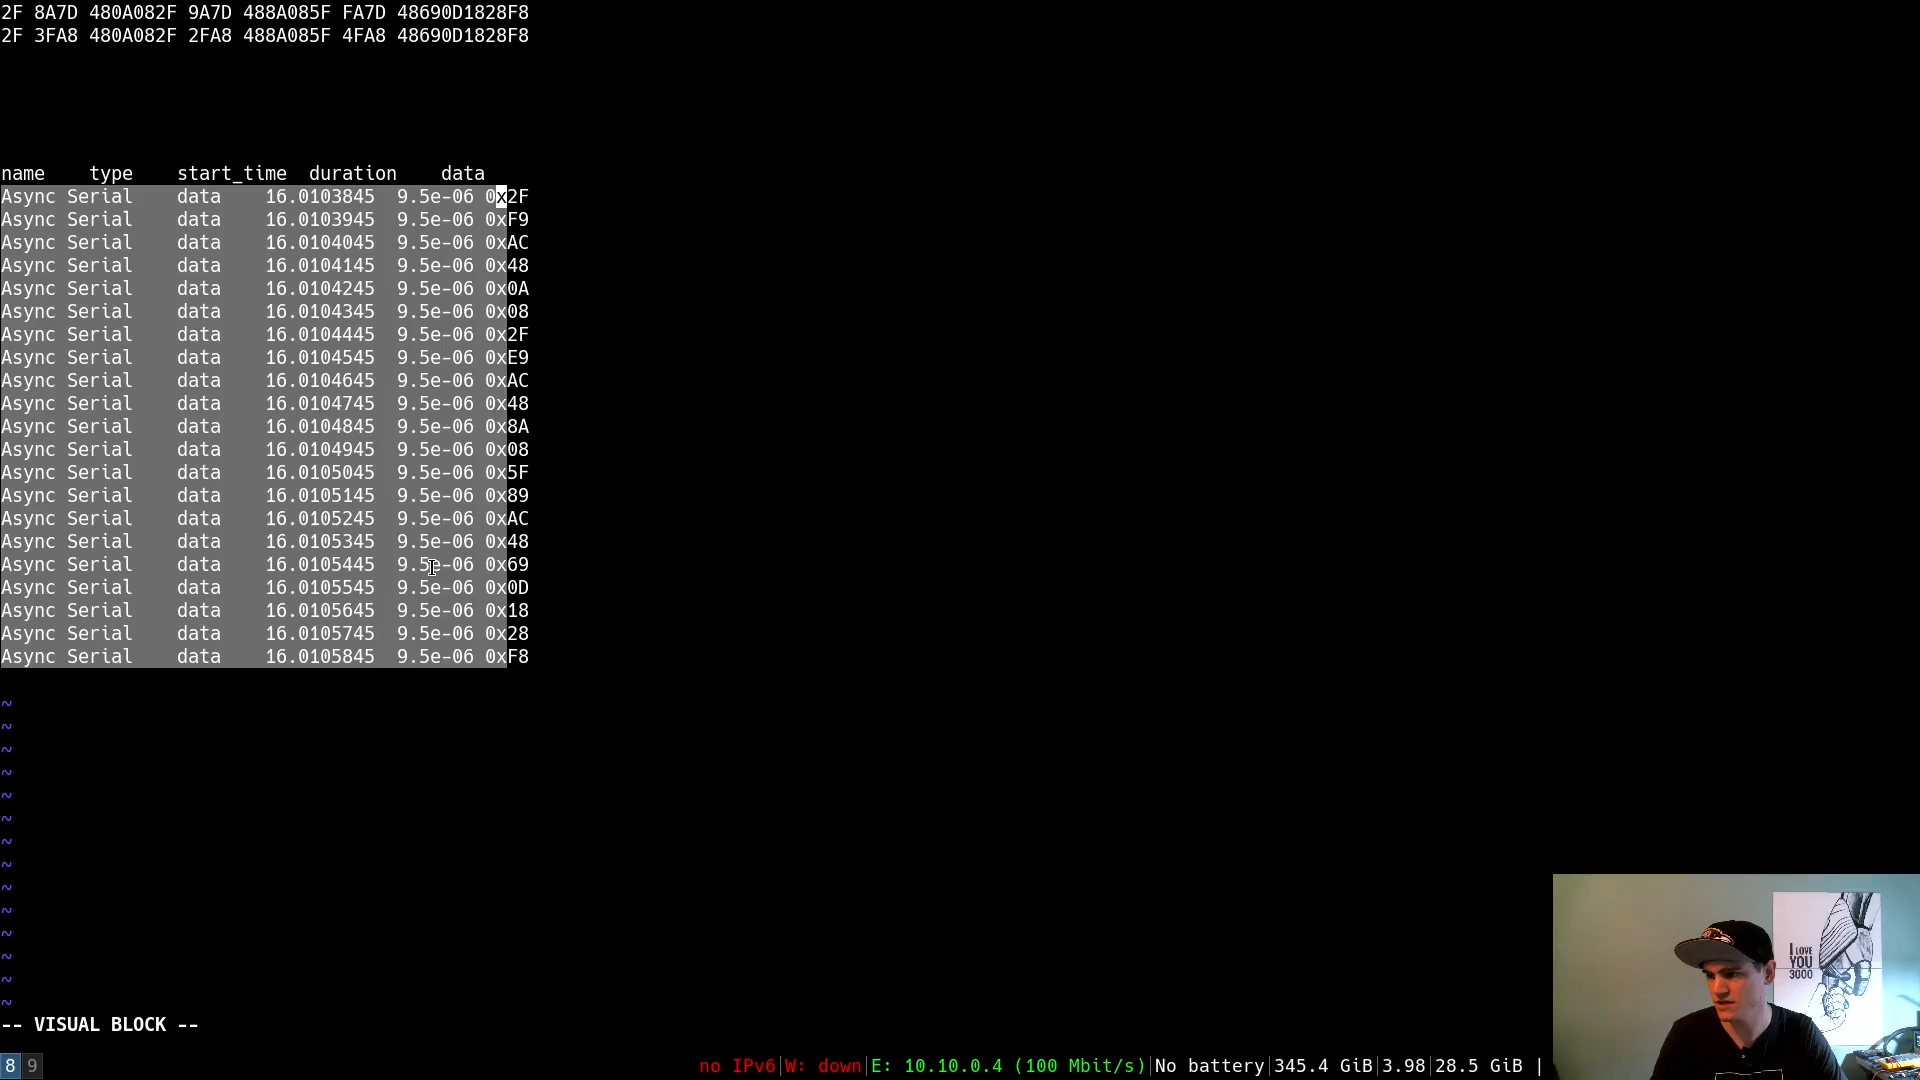 2F 8A7D 480A082F 9A7D 488A085F FA7D 48690D1828F8
2F 3FA8 480A082F 2FA8 488A085F 4FA8 48690D1828F8
name    type    start_time  duration    data
Async Serial    data    16.0103845  9.5e-06 0x2F
Async Serial    data    16.0103945  9.5e-06 0xF9
Async Serial    data    16.0104045  9.5e-06 0xAC
Async Serial    data    16.0104145  9.5e-06 0x48
Async Serial    data    16.0104245  9.5e-06 0x0A
Async Serial    data    16.0104345  9.5e-06 0x08
Async Serial    data    16.0104445  9.5e-06 0x2F
Async Serial    data    16.0104545  9.5e-06 0xE9
Async Serial    data    16.0104645  9.5e-06 0xAC
Async Serial    data    16.0104745  9.5e-06 0x48
Async Serial    data    16.0104845  9.5e-06 0x8A
Async Serial    data    16.0104945  9.5e-06 0x08
Async Serial    data    16.0105045  9.5e-06 0x5F
Async Serial    data    16.0105145  9.5e-06 0x89
Async Serial    data    16.0105245  9.5e-06 0xAC
Async Serial    data    16.0105345  9.5e-06 0x48
Async Serial    data    16.0105445  9.5e-06 0x69
Async Serial    data    16.0105545  9.5e-06 0x0D
Async Serial    data    16.0105645  9.5e-06 0x18
Async Serial    data    16.0105745  9.5e-06 0x28
Async Serial    data    16.0105845  9.5e-06 0xF8
~
~
~
~
~
~
~
~
~
~
~
~
~
~
I LOVE
YOU
3000
-- VISUAL BLOCK --
8 9
no IPv6|W: down|E: 10.10.0.4 (100 Mbit/s)|No battery|345.4 GiB|3.98|28.5 GiB |